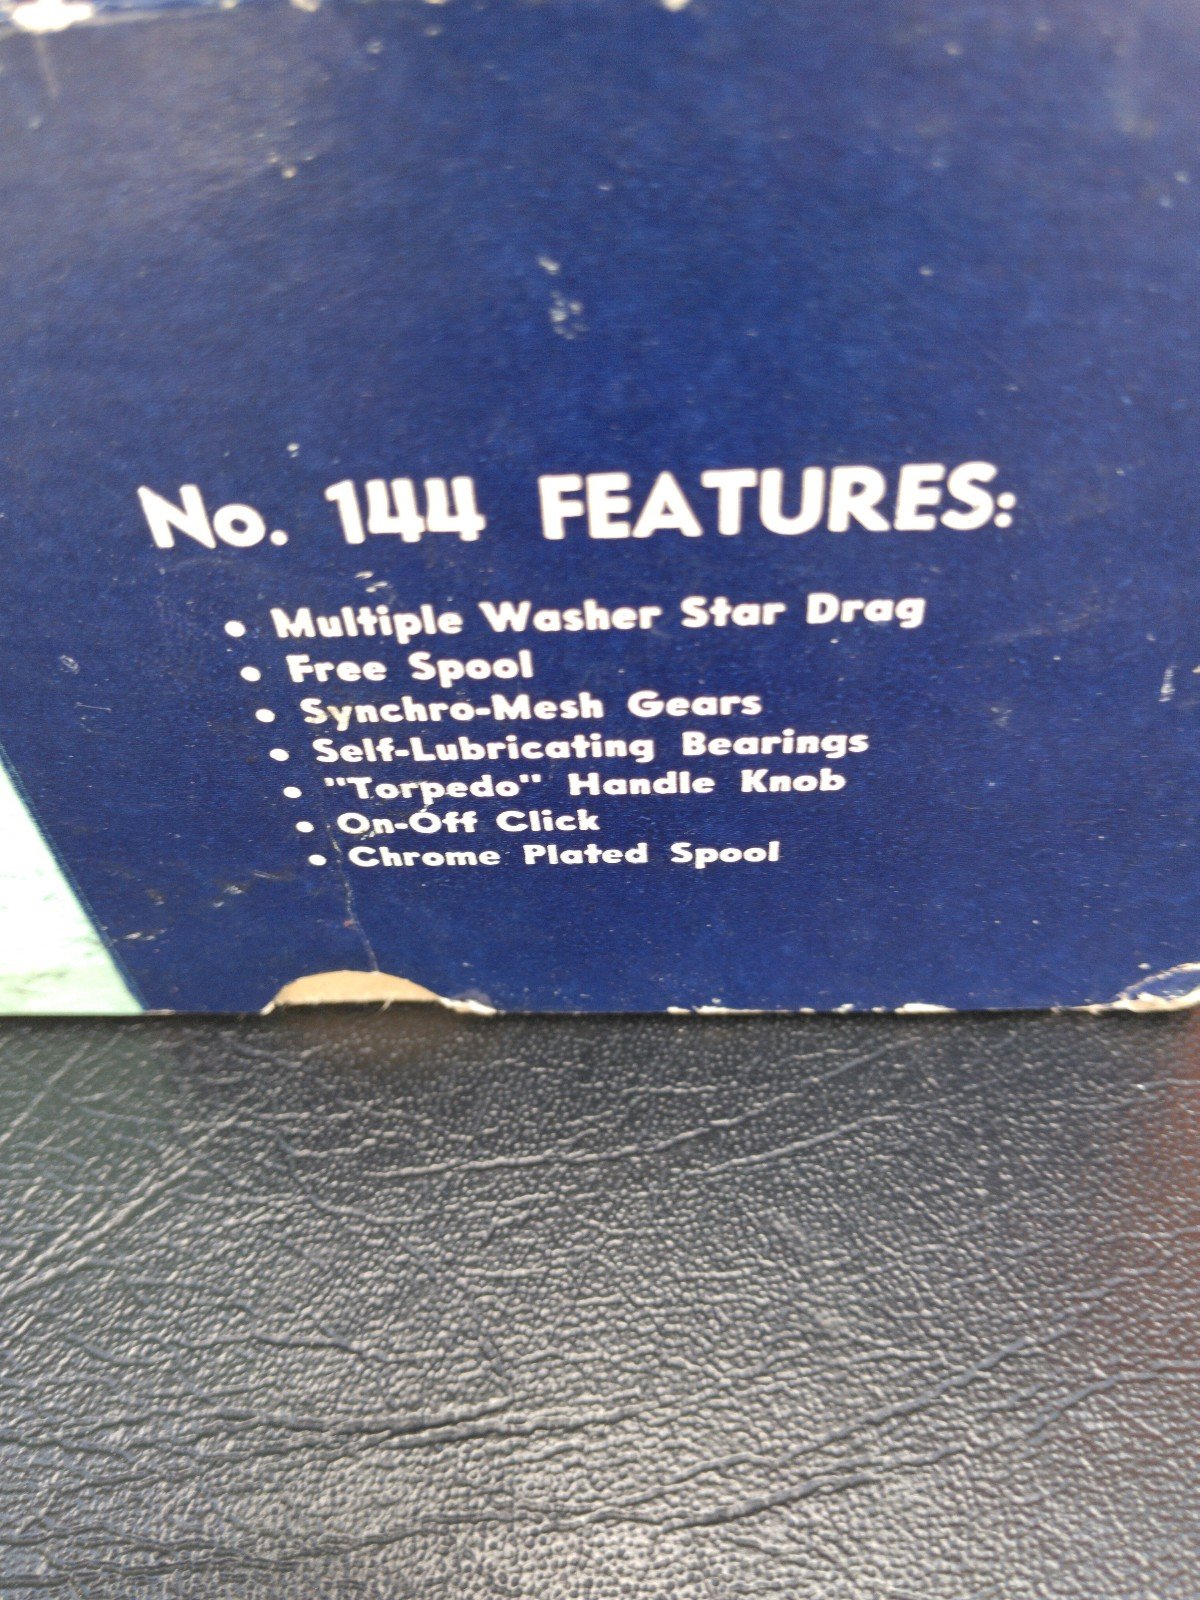 No. 144 FEATURES:
• Multiple Washer Star Drag
• Free Spool
• Synchro-Mesh Gears
• Self-Lubricating Bearings
• "Torpedo" Handle Knob
• On-Off Click
• Chrome Plated Spool